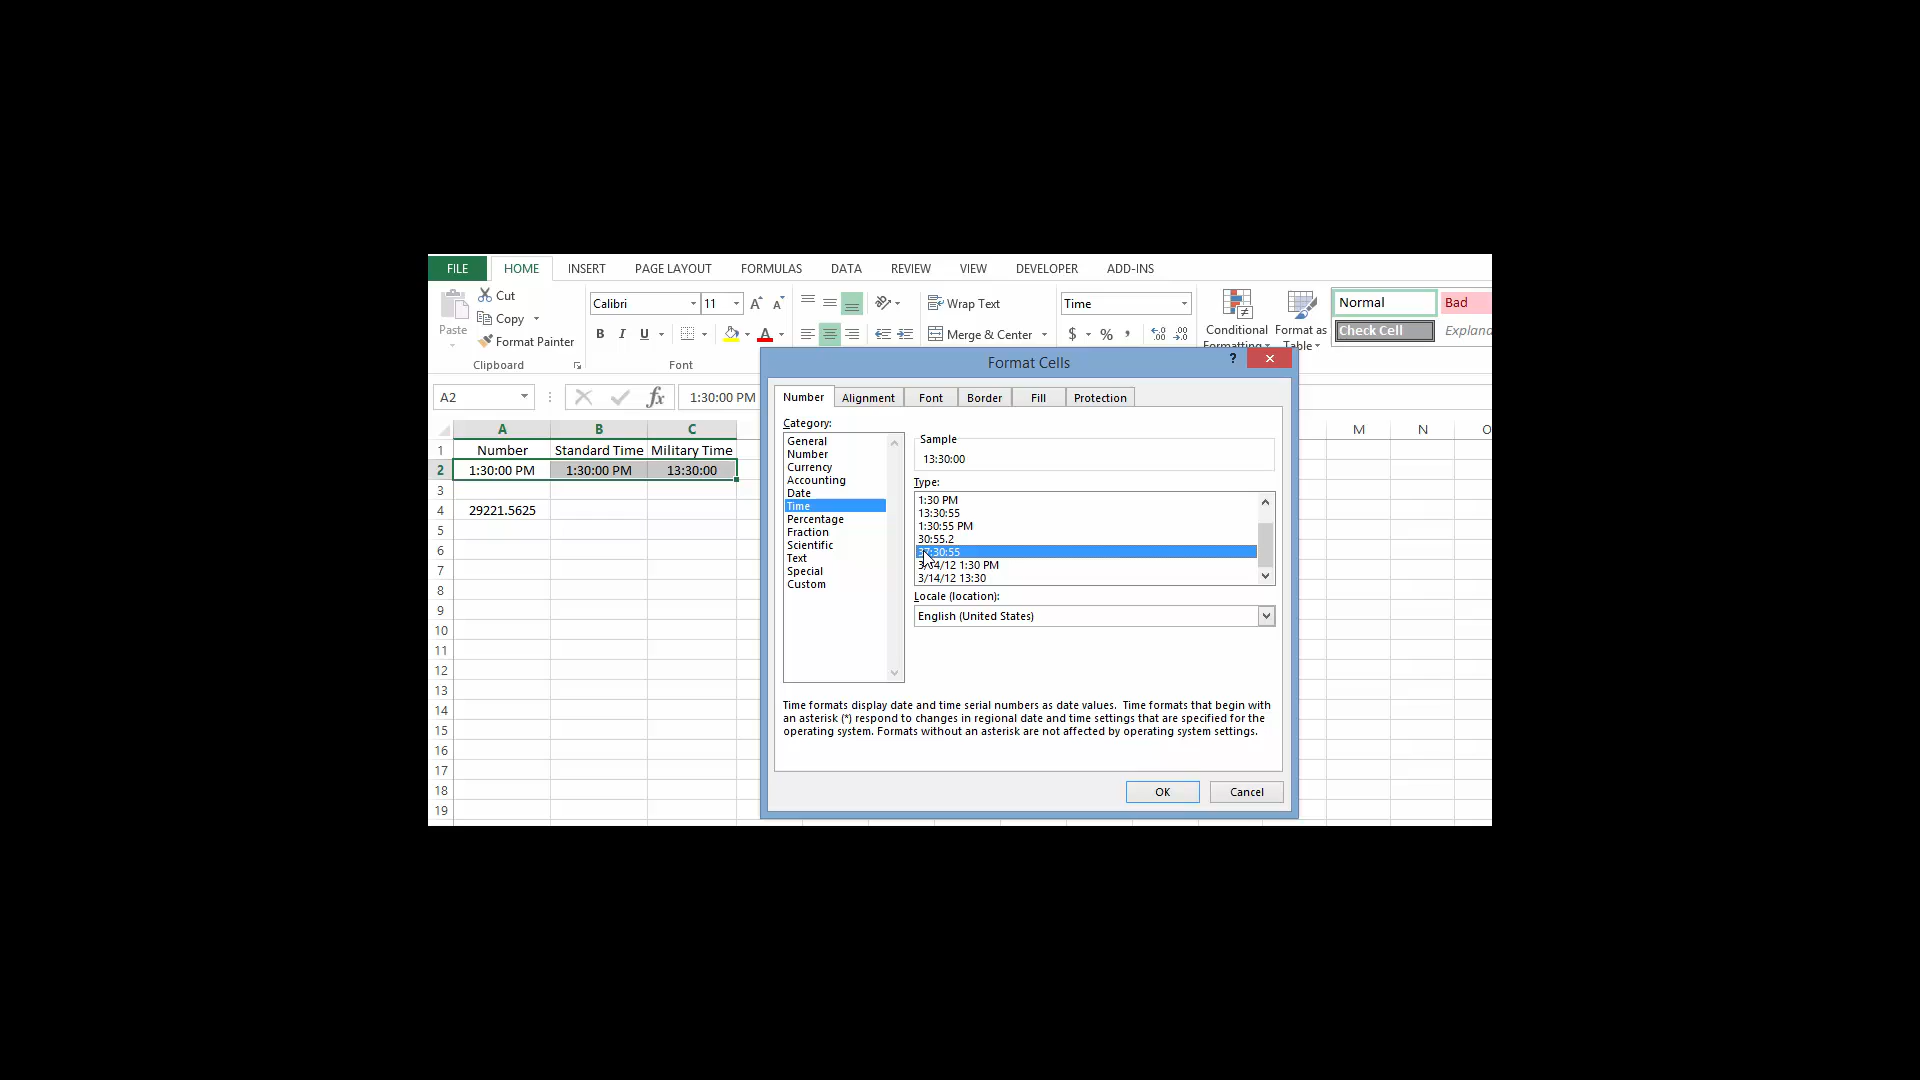 FILE HOME INSERT PAGE LAYOUT FORMULAS DATA REVIEW VIEW DEVELOPER ADD-INS
Cut
Copy
Format Painter
Paste
Clipboard
Calibri 11
B I U A
Font
Wrap Text
Merge & Center
Time
$ % ,
Conditional
Formatting
Format as
Table
Normal Bad
Check Cell
A2 fx 1:30:00 PM
A B C M N O
1 Number Standard Time Military Time
2 1:30:00 PM 1:30:00 PM 13:30:00
3
4 29221.5625
5
6
7
8
9
10
11
12
13
14
15
16
17
18
19
Format Cells
? 
Number Alignment Font Border Fill Protection
Category:
General
Number
Currency
Accounting
Date
Time
Percentage
Fraction
Scientific
Text
Special
Custom
Sample
13:30:00
Type:
1:30 PM
13:30:55
1:30:55 PM
30:55.2
37:30:55
3/14/12 1:30 PM
3/14/12 13:30
Locale (location):
English (United States)
Time formats display date and time serial numbers as date values. Time formats that begin with
an asterisk (*) respond to changes in regional date and time settings that are specified for the
operating system. Formats without an asterisk are not affected by operating system settings.
OK Cancel